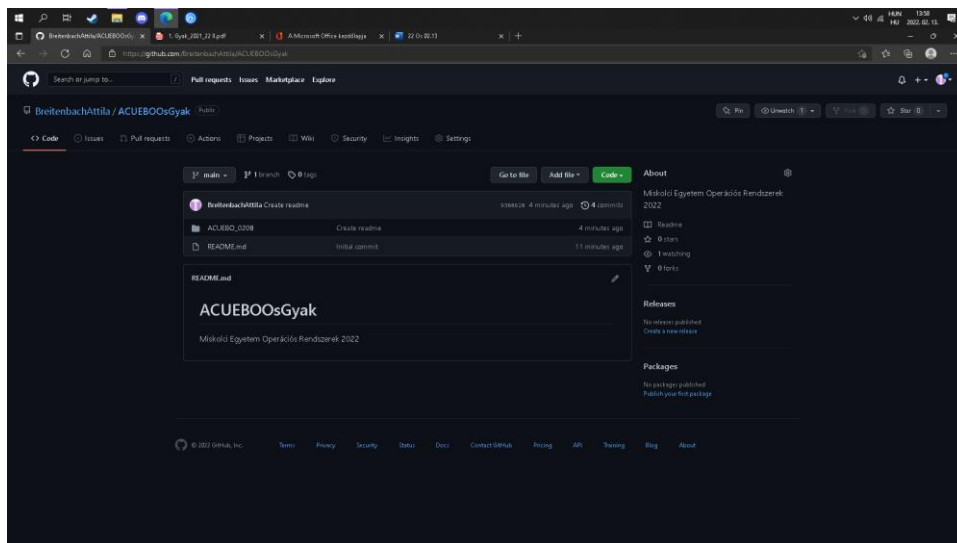 HUN 13:58
HU 2022. 02. 13.
BreitenbachAttila/ACUEBOOsGy
1. Gyak_2021_22 II.pdf
A Microsoft Office kezdőlapja
22 Os 02.13
https://github.com/BreitenbachAttila/ACUEBOOsGyak
Search or jump to...
Pull requests Issues Marketplace Explore
BreitenbachAttila / ACUEBOOsGyak Public
Pin Unwatch 1 Fork Star 0
Code Issues Pull requests Actions Projects Wiki Security Insights Settings
main 1 branch 0 tags Go to file Add file Code
BreitenbachAttila Create readme 4 minutes ago 4 commits
ACUEBO_0208 Create readme 4 minutes ago
README.md Initial commit 11 minutes ago
README.md
ACUEBOOsGyak
Miskolci Egyetem Operációs Rendszerek 2022
About
Miskolci Egyetem Operációs Rendszerek
2022
Readme
0 stars
1 watching
0 forks
Releases
No releases published
Create a new release
Packages
No packages published
Publish your first package
© 2022 GitHub, Inc. Terms Privacy Security Status Docs Contact GitHub Pricing API Training Blog About